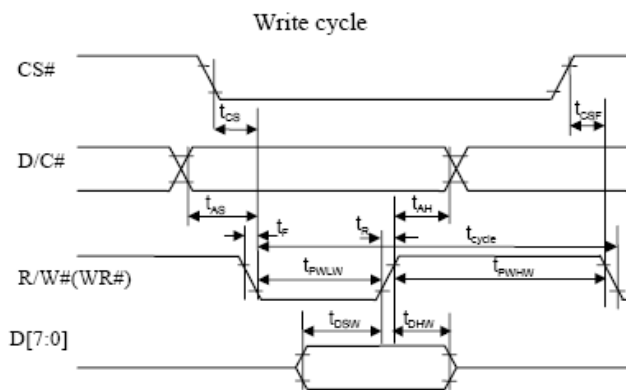 Write cycle
CS#
tCS
tCSF
D/C#
tAS
tF
tR
tAH
tcycle
R/W#(WR#)
tPWLW
tPWHW
D[7:0]
tDSW
tDHW